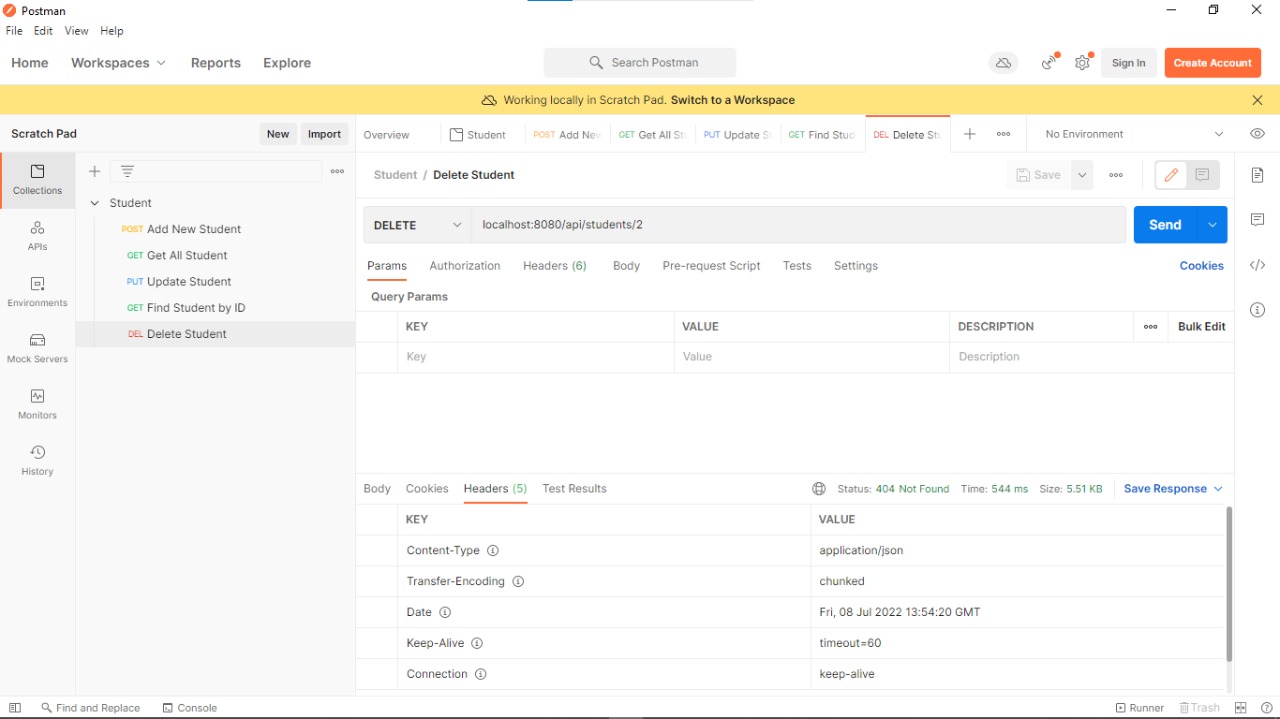 Postman
File Edit View Help
Home Workspaces Reports Explore Search Postman Sign In Create Account
Working locally in Scratch Pad. Switch to a Workspace
Scratch Pad New Import
Overview Student POST Add New GET Get All St PUT Update S GET Find Stud DEL Delete Stu No Environment
Collections
APIs
Environments
Mock Servers
Monitors
History
Student
POST Add New Student
GET Get All Student
PUT Update Student
GET Find Student by ID
DEL Delete Student
Student / Delete Student Save
DELETE localhost:8080/api/students/2 Send
Params Authorization Headers (6) Body Pre-request Script Tests Settings Cookies
Query Params
KEY VALUE DESCRIPTION Bulk Edit
Key Value Description
Body Cookies Headers (5) Test Results Status: 404 Not Found Time: 544 ms Size: 5.51 KB Save Response
KEY VALUE
Content-Type application/json
Transfer-Encoding chunked
Date Fri, 08 Jul 2022 13:54:20 GMT
Keep-Alive timeout=60
Connection keep-alive
Find and Replace Console Runner Trash